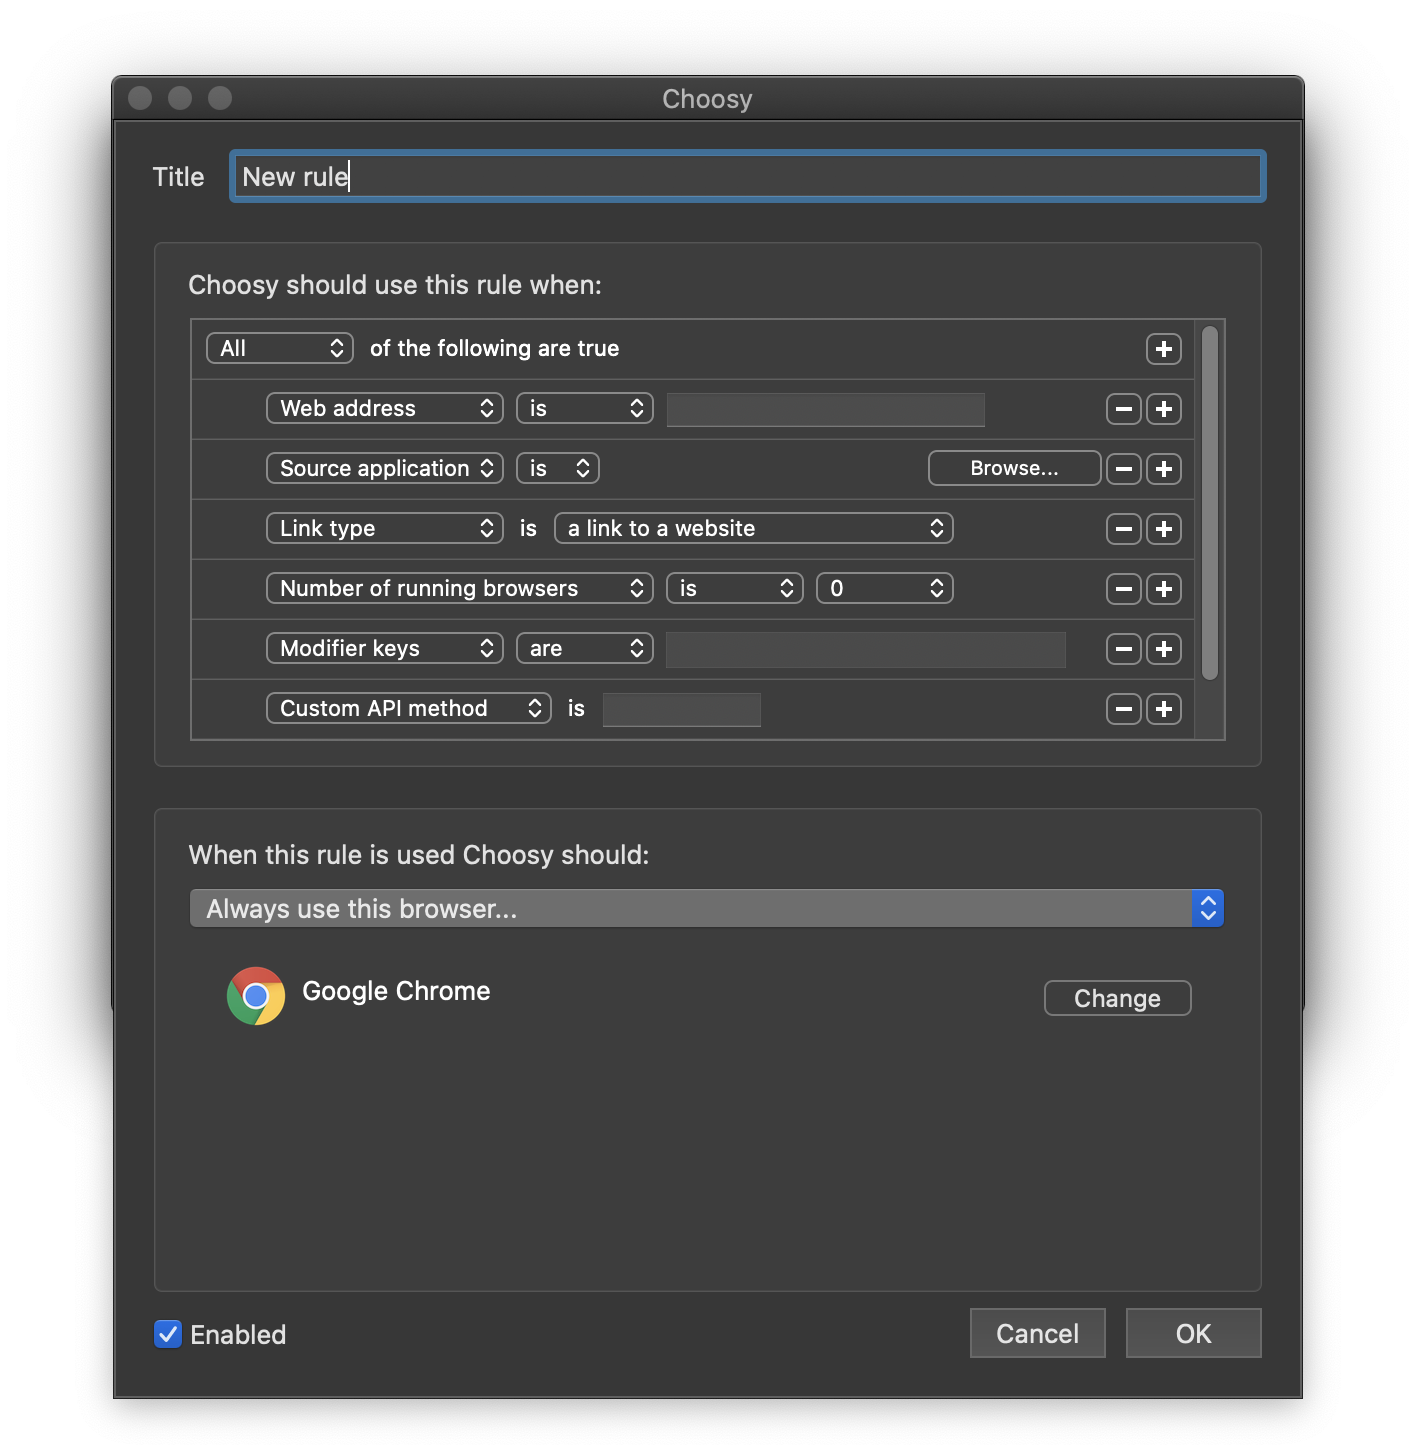 Choosy
Title New rule
Choosy should use this rule when:
All of the following are true
Web address is
Source application is Browse...
Link type is a link to a website
Number of running browsers is 0
Modifier keys are
Custom API method is
When this rule is used Choosy should:
Always use this browser...
Google Chrome Change
Enabled Cancel OK